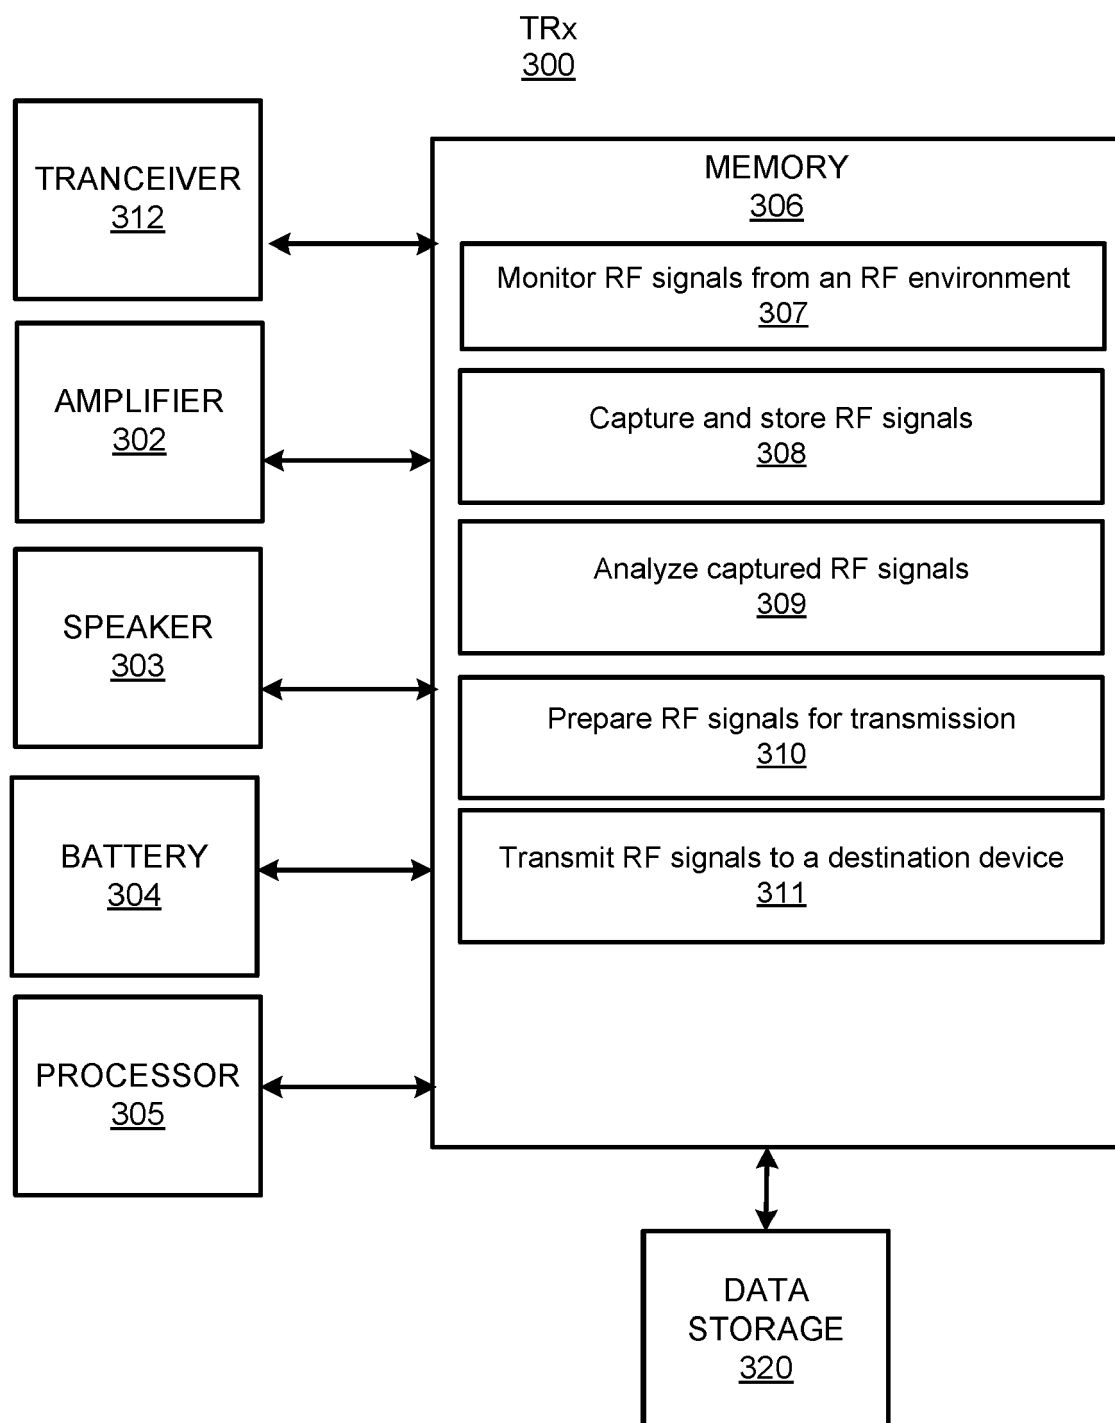 TRx
300
TRANCEIVER
312
AMPLIFIER
302
SPEAKER
303
BATTERY
304
PROCESSOR
305
MEMORY
306
Monitor RF signals from an RF environment
307
Capture and store RF signals
308
Analyze captured RF signals
309
Prepare RF signals for transmission
310
Transmit RF signals to a destination device
311
DATA
STORAGE
320